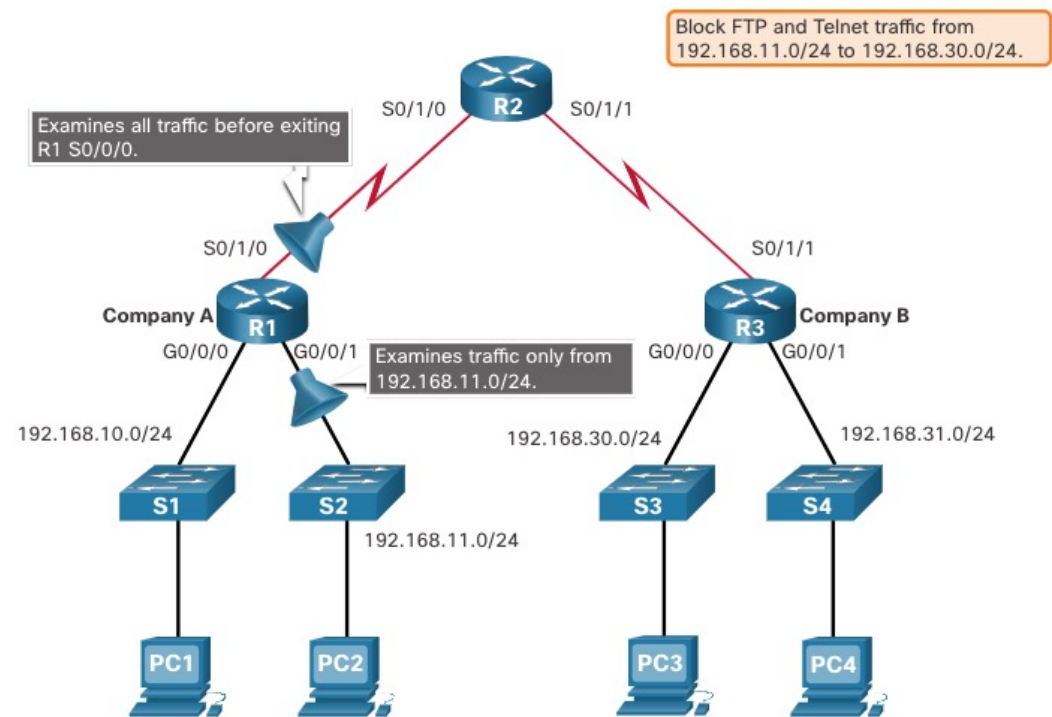 Block FTP and Telnet traffic from
192.168.11.0/24 to 192.168.30.0/24.
R2
S0/1/0
S0/1/1
Examines all traffic before exiting
R1 S0/0/0.
S0/1/0
S0/1/1
Company A
R1
R3
Company B
G0/0/0
G0/0/1
G0/0/0
G0/0/1
Examines traffic only from
192.168.11.0/24.
192.168.10.0/24
192.168.30.0/24
192.168.31.0/24
S1
S2
S3
S4
192.168.11.0/24
PC1
PC2
PC3
PC4